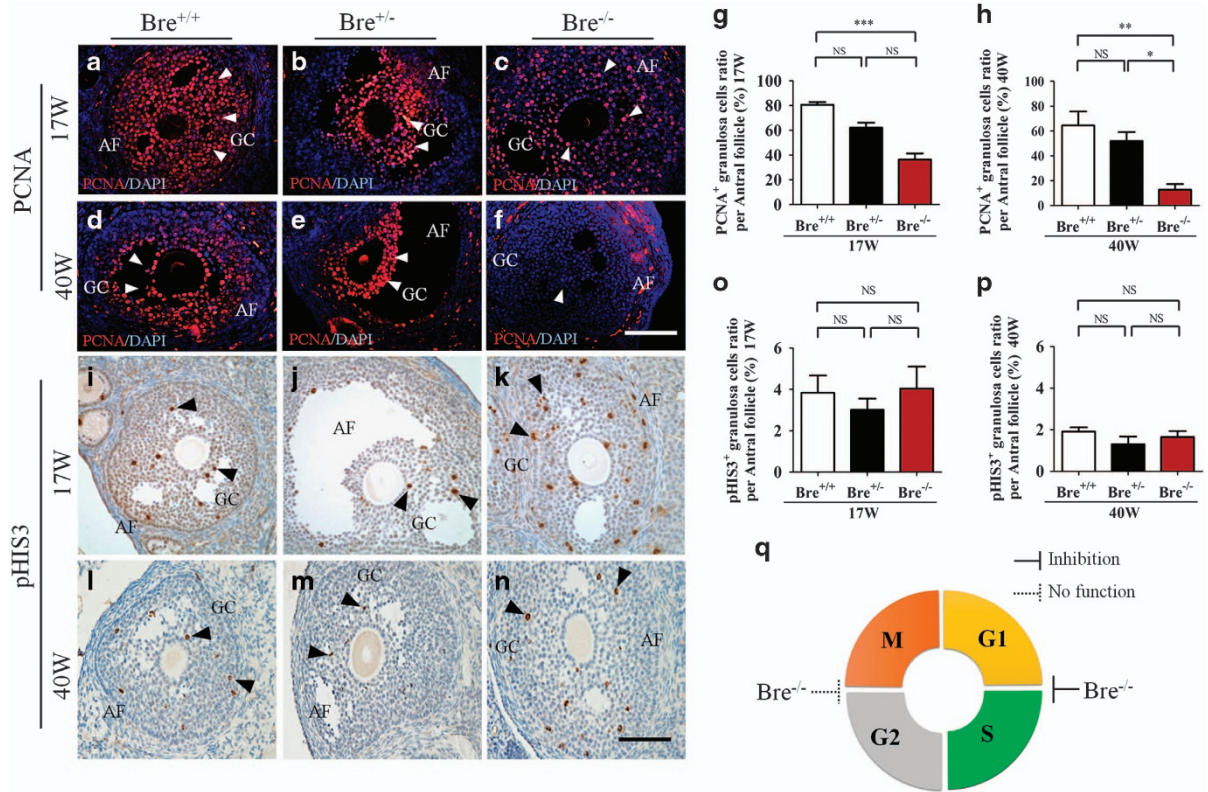 Bre+/+ Bre+/- Bre-/-
PCNA
17W
a
AF
GC
PCNA/DAPI
b
AF
GC
PCNA/DAPI
c
GC
AF
PCNA/DAPI
40W
d
GC
AF
PCNA/DAPI
e
AF
GC
PCNA/DAPI
f
GC
AF
PCNA/DAPI
g
***
NS NS
PCNA+ granulosa cells ratio
per Antral follicle (%) 17W
100
80
60
40
20
0
Bre+/+ Bre+/- Bre-/-
17W
h
**
NS *
PCNA+ granulosa cells ratio
per Antral follicle (%) 40W
100
80
60
40
20
0
Bre+/+ Bre+/- Bre-/-
40W
pHIS3
17W
i
GC
AF
j
AF
GC
k
AF
GC
40W
l
GC
AF
m
GC
AF
n
GC
AF
o
NS
NS NS
pHIS3+ granulosa cells ratio
per Antral follicle (%) 17W
6
4
2
0
Bre+/+ Bre+/- Bre-/-
17W
p
NS
NS NS
pHIS3+ granulosa cells ratio
per Antral follicle (%) 40W
6
4
2
0
Bre+/+ Bre+/- Bre-/-
40W
q
Inhibition
No function
M G1
Bre-/- Bre-/-
G2 S